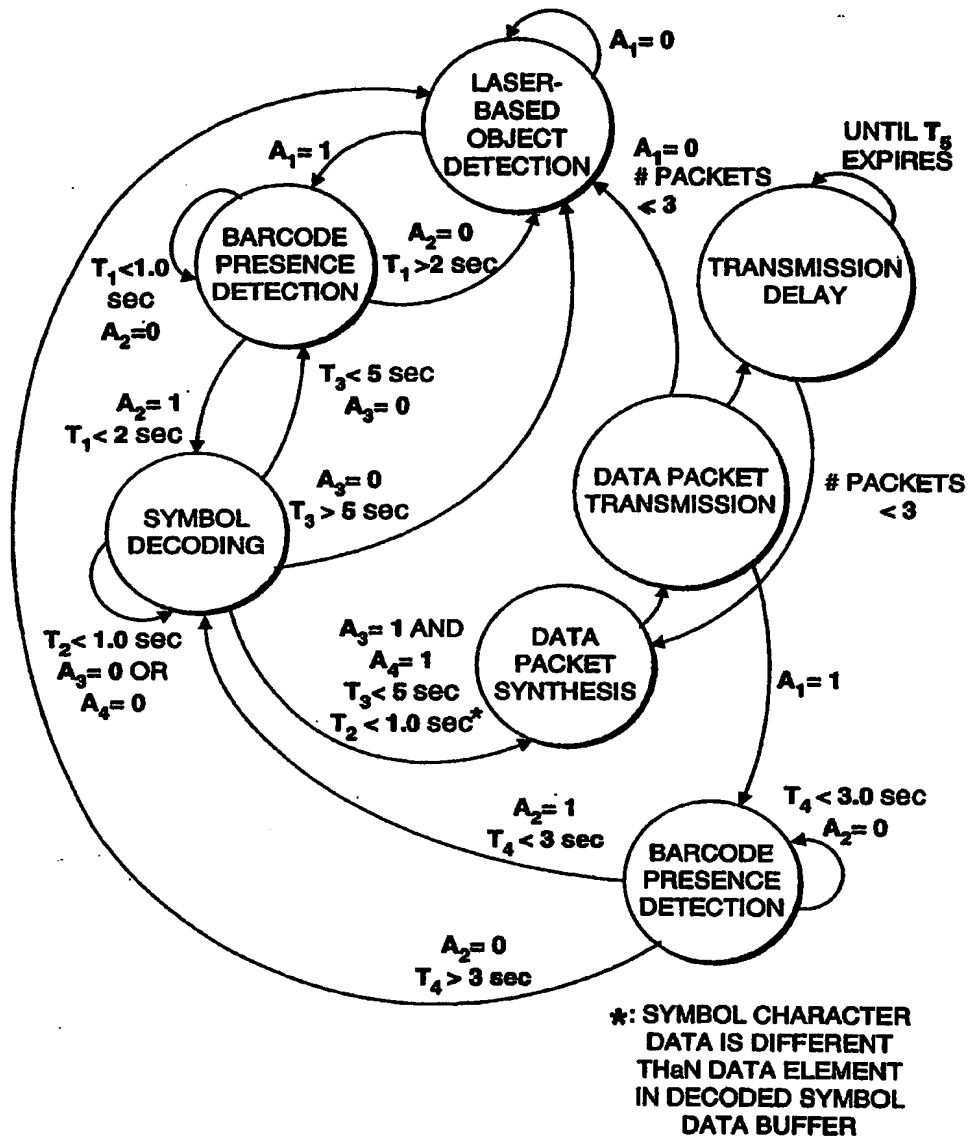 A₁= 0
LASER-
BASED
OBJECT
DETECTION
A₁= 1
A₁= 0
# PACKETS
< 3
UNTIL T₅
EXPIRES
BARCODE
PRESENCE
DETECTION
A₂= 0
T₁ >2 sec
T₁<1.0
sec
A₂=0
TRANSMISSION
DELAY
T₃< 5 sec
A₃= 0
A₂= 1
T₁< 2 sec
A₃= 0
T₃ > 5 sec
DATA PACKET
TRANSMISSION
# PACKETS
< 3
SYMBOL
DECODING
T₂< 1.0 sec
A₃= 0 OR
A₄= 0
A₃= 1 AND
A₄= 1
T₃< 5 sec
T₂ < 1.0 sec*
DATA
PACKET
SYNTHESIS
A₁= 1
A₂= 1
T₄< 3 sec
T₄< 3.0 sec
A₂= 0
BARCODE
PRESENCE
DETECTION
A₂= 0
T₄ > 3 sec
*: SYMBOL CHARACTER
DATA IS DIFFERENT
THaN DATA ELEMENT
IN DECODED SYMBOL
DATA BUFFER